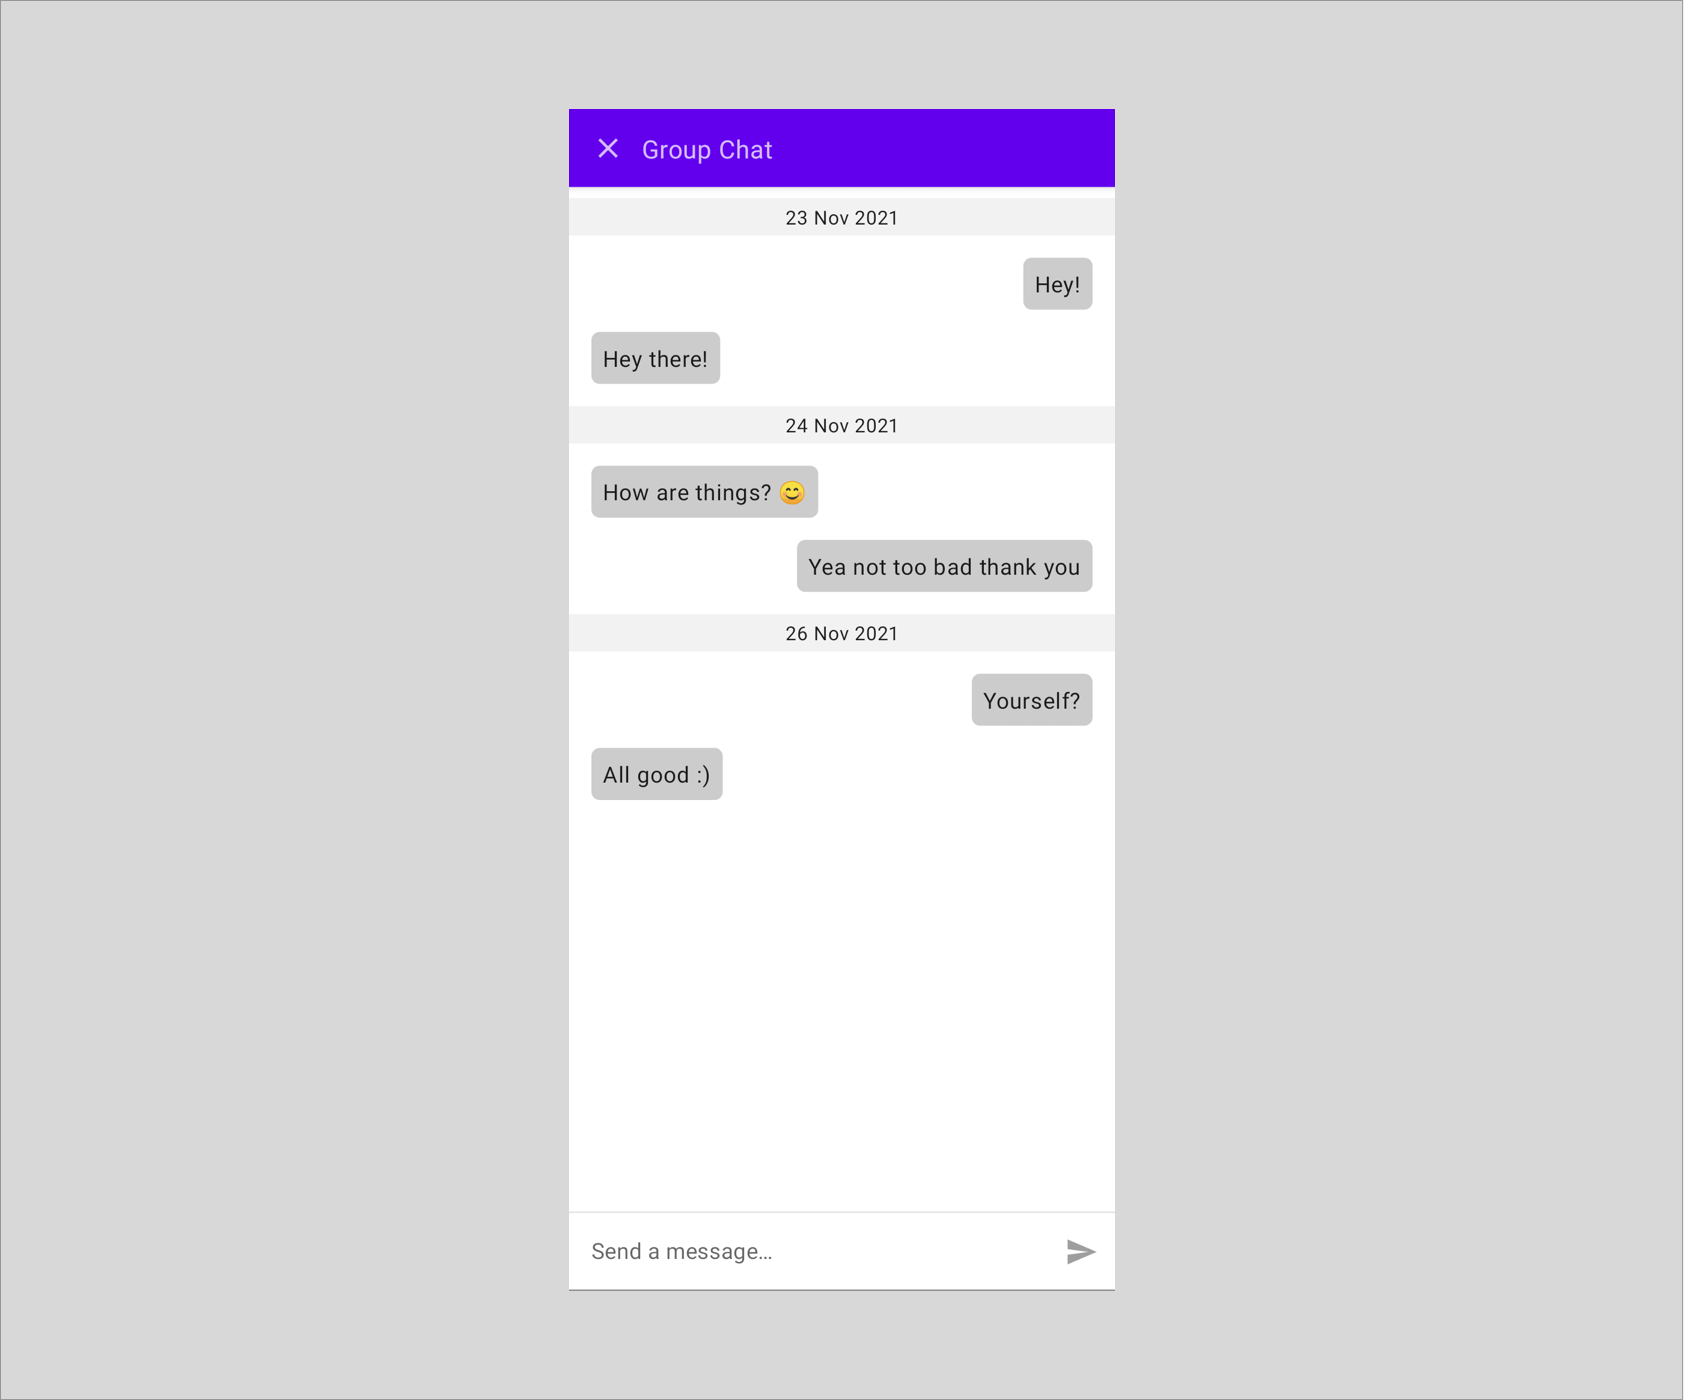 Group Chat
23 Nov 2021
Hey!
Hey there!
24 Nov 2021
How are things? 😊
Yea not too bad thank you
26 Nov 2021
Yourself?
All good :)
Send a message…